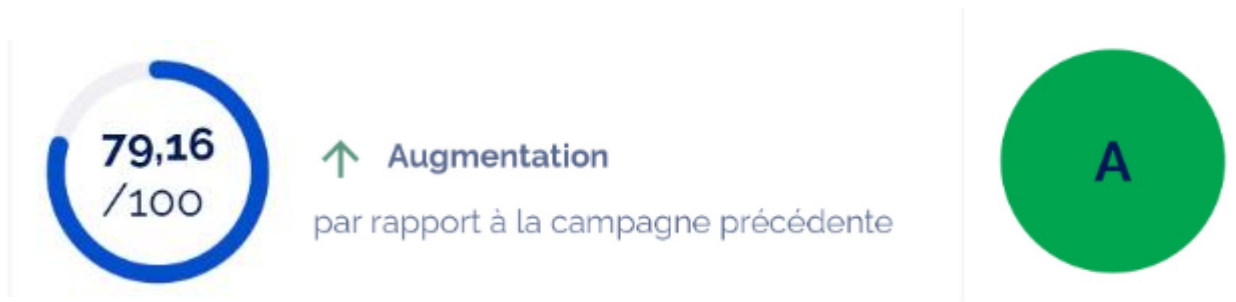 79,16
/100
Augmentation
par rapport à la campagne précédente
A